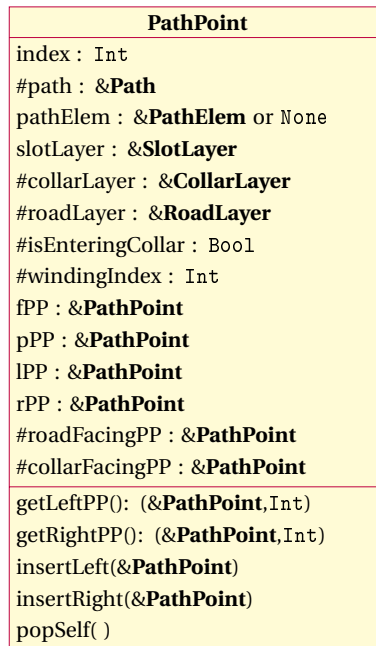 PathPoint
index : Int
#path : &Path
pathElem : &PathElem or None
slotLayer : &SlotLayer
#collarLayer : &CollarLayer
#roadLayer : &RoadLayer
#isEnteringCollar : Bool
#windingIndex : Int
fPP : &PathPoint
pPP : &PathPoint
lPP : &PathPoint
rPP : &PathPoint
#roadFacingPP : &PathPoint
#collarFacingPP : &PathPoint
getLeftPP(): (&PathPoint,Int)
getRightPP(): (&PathPoint,Int)
insertLeft(&PathPoint)
insertRight(&PathPoint)
popSelf( )